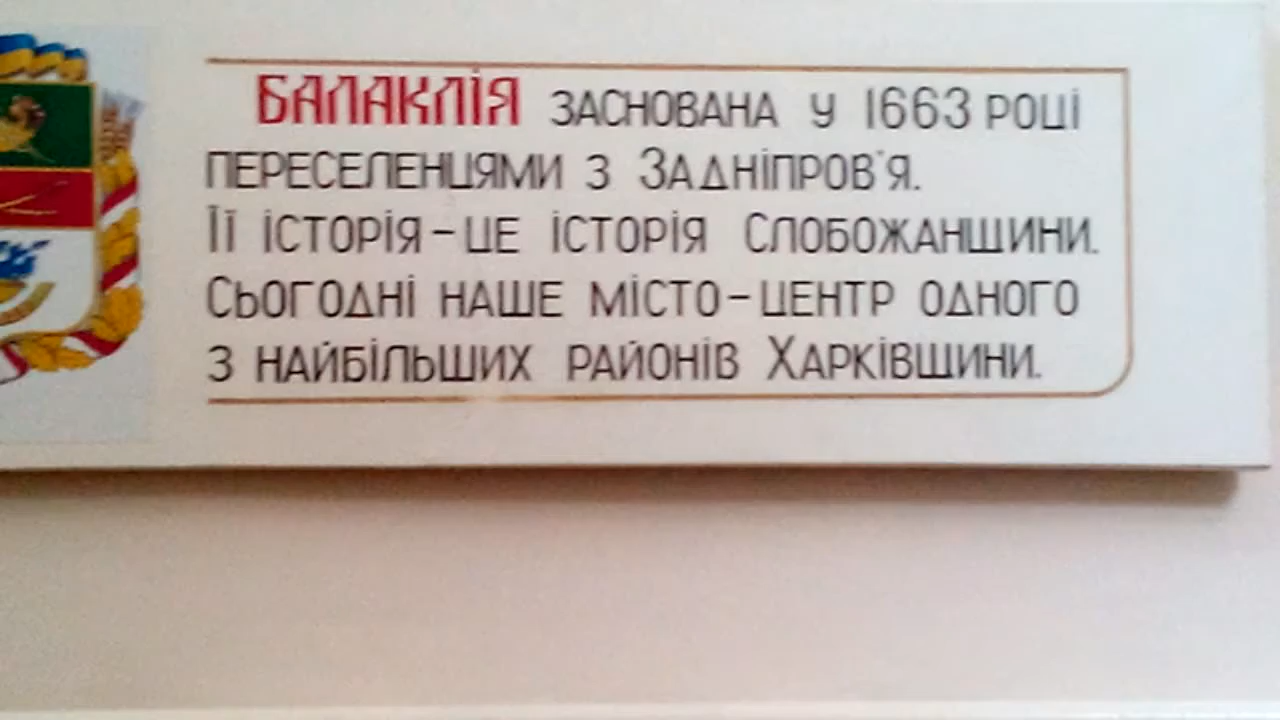 БАЛАКЛІЯ ЗАСНОВАНА У 1663 РОЦІ
ПЕРЕСЕЛЕНЦЯМИ З ЗАДНІПРОВ'Я.
ЇЇ ІСТОРІЯ – ЦЕ ІСТОРІЯ СЛОБОЖАНЩИНИ.
СЬОГОДНІ НАШЕ МІСТО – ЦЕНТР ОДНОГО
З НАЙБІЛЬШИХ РАЙОНІВ ХАРКІВЩИНИ.